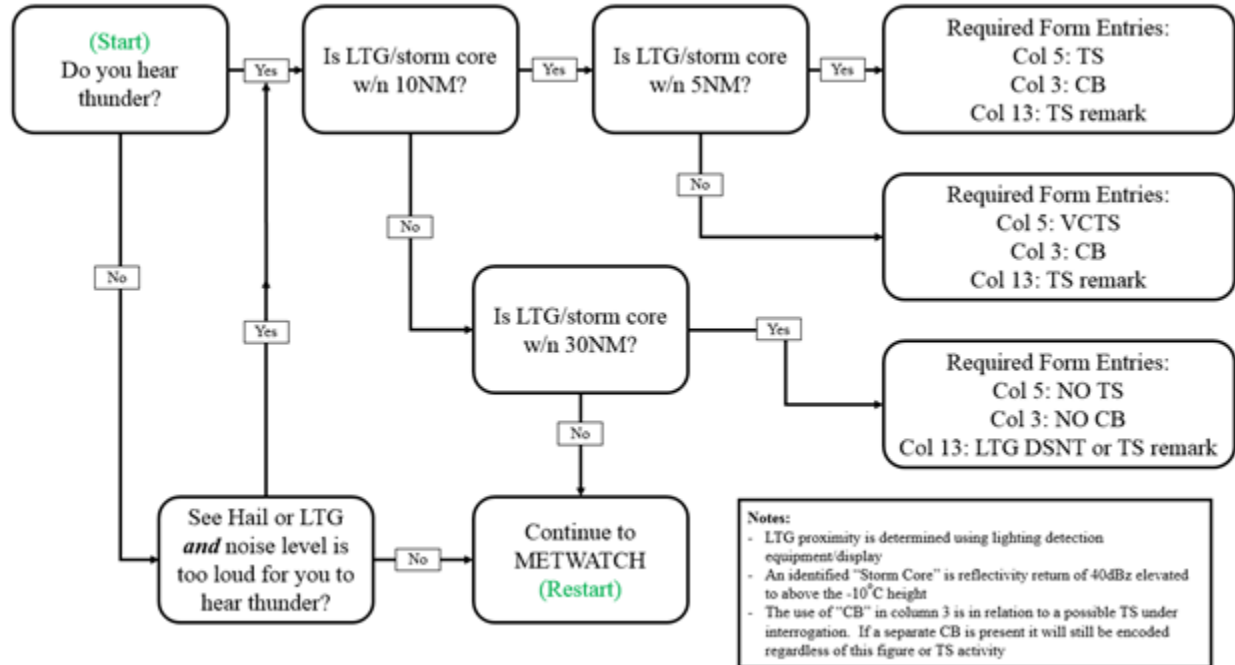 (Start)
Do you hear
thunder?
Yes
Is LTG/storm core
w/n 10NM?
Yes
Is LTG/storm core
w/n 5NM?
Yes
Required Form Entries:
Col 5: TS
Col 3: CB
Col 13: TS remark
No
No
No
Required Form Entries:
Col 5: VCTS
Col 3: CB
Col 13: TS remark
Yes
Is LTG/storm core
w/n 30NM?
Yes
Required Form Entries:
Col 5: NO TS
Col 3: NO CB
Col 13: LTG DSNT or TS remark
No
See Hail or LTG
and noise level is
too loud for you to
hear thunder?
No
Continue to
METWATCH
(Restart)
Notes:
- LTG proximity is determined using lighting detection
equipment/display
- An identified “Storm Core” is reflectivity return of 40dBz elevated
to above the -10°C height
- The use of “CB” in column 3 is in relation to a possible TS under
interrogation. If a separate CB is present it will still be encoded
regardless of this figure or TS activity